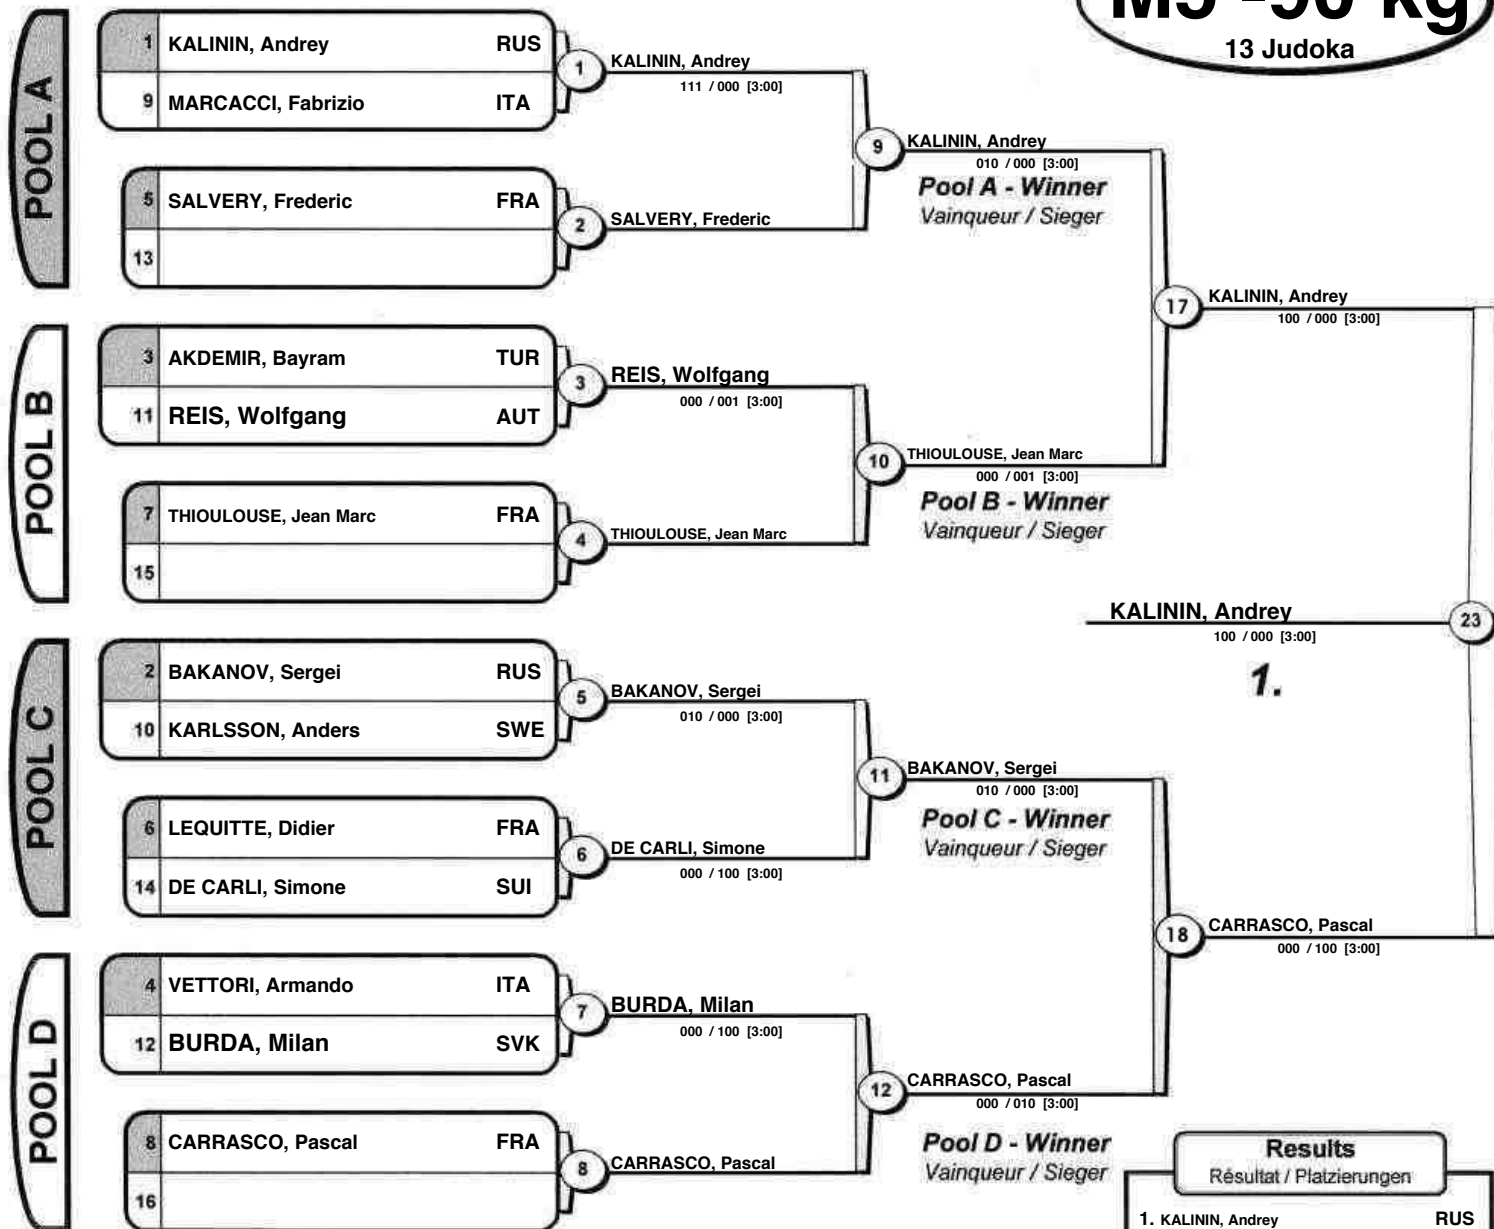 M5 -90 kg
13 Judoka
POOL A
1 KALININ, Andrey RUS
9 MARCACCI, Fabrizio ITA
1
KALININ, Andrey
111 / 000 [3:00]
5 SALVERY, Frederic FRA
13
2
SALVERY, Frederic
9
KALININ, Andrey
010 / 000 [3:00]
Pool A - Winner
Vainqueur / Sieger
POOL B
3 AKDEMIR, Bayram TUR
11 REIS, Wolfgang AUT
3
REIS, Wolfgang
000 / 001 [3:00]
7 THIOULOUSE, Jean Marc FRA
15
4
THIOULOUSE, Jean Marc
10
THIOULOUSE, Jean Marc
000 / 001 [3:00]
Pool B - Winner
Vainqueur / Sieger
17
KALININ, Andrey
100 / 000 [3:00]
KALININ, Andrey
100 / 000 [3:00]
1.
23
POOL C
2 BAKANOV, Sergei RUS
10 KARLSSON, Anders SWE
5
BAKANOV, Sergei
010 / 000 [3:00]
6 LEQUITTE, Didier FRA
14 DE CARLI, Simone SUI
6
DE CARLI, Simone
000 / 100 [3:00]
11
BAKANOV, Sergei
010 / 000 [3:00]
Pool C - Winner
Vainqueur / Sieger
POOL D
4 VETTORI, Armando ITA
12 BURDA, Milan SVK
7
BURDA, Milan
000 / 100 [3:00]
8 CARRASCO, Pascal FRA
16
8
CARRASCO, Pascal
12
CARRASCO, Pascal
000 / 010 [3:00]
Pool D - Winner
Vainqueur / Sieger
18
CARRASCO, Pascal
000 / 100 [3:00]
Results
Résultat / Platzierungen
1. KALININ, Andrey RUS